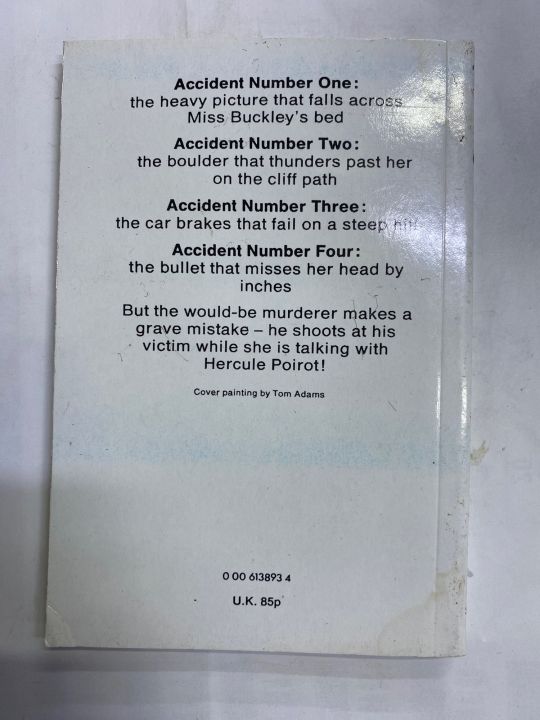 Accident Number One:
the heavy picture that falls across
Miss Buckley's bed
Accident Number Two:
the boulder that thunders past her
on the cliff path
Accident Number Three:
the car brakes that fail on a steep hill
Accident Number Four:
the bullet that misses her head by
inches
But the would-be murderer makes a
grave mistake – he shoots at his
victim while she is talking with
Hercule Poirot!
Cover painting by Tom Adams
0 00 613893 4
U.K. 85p